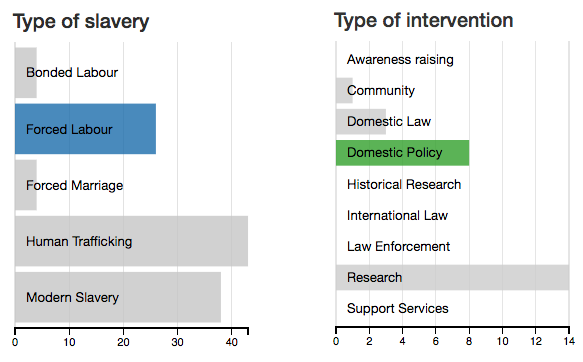 Type of slavery
Bonded Labour
Forced Labour
Forced Marriage
Human Trafficking
Modern Slavery
0 10 20 30 40
Type of intervention
Awareness raising
Community
Domestic Law
Domestic Policy
Historical Research
International Law
Law Enforcement
Research
Support Services
0 2 4 6 8 10 12 14